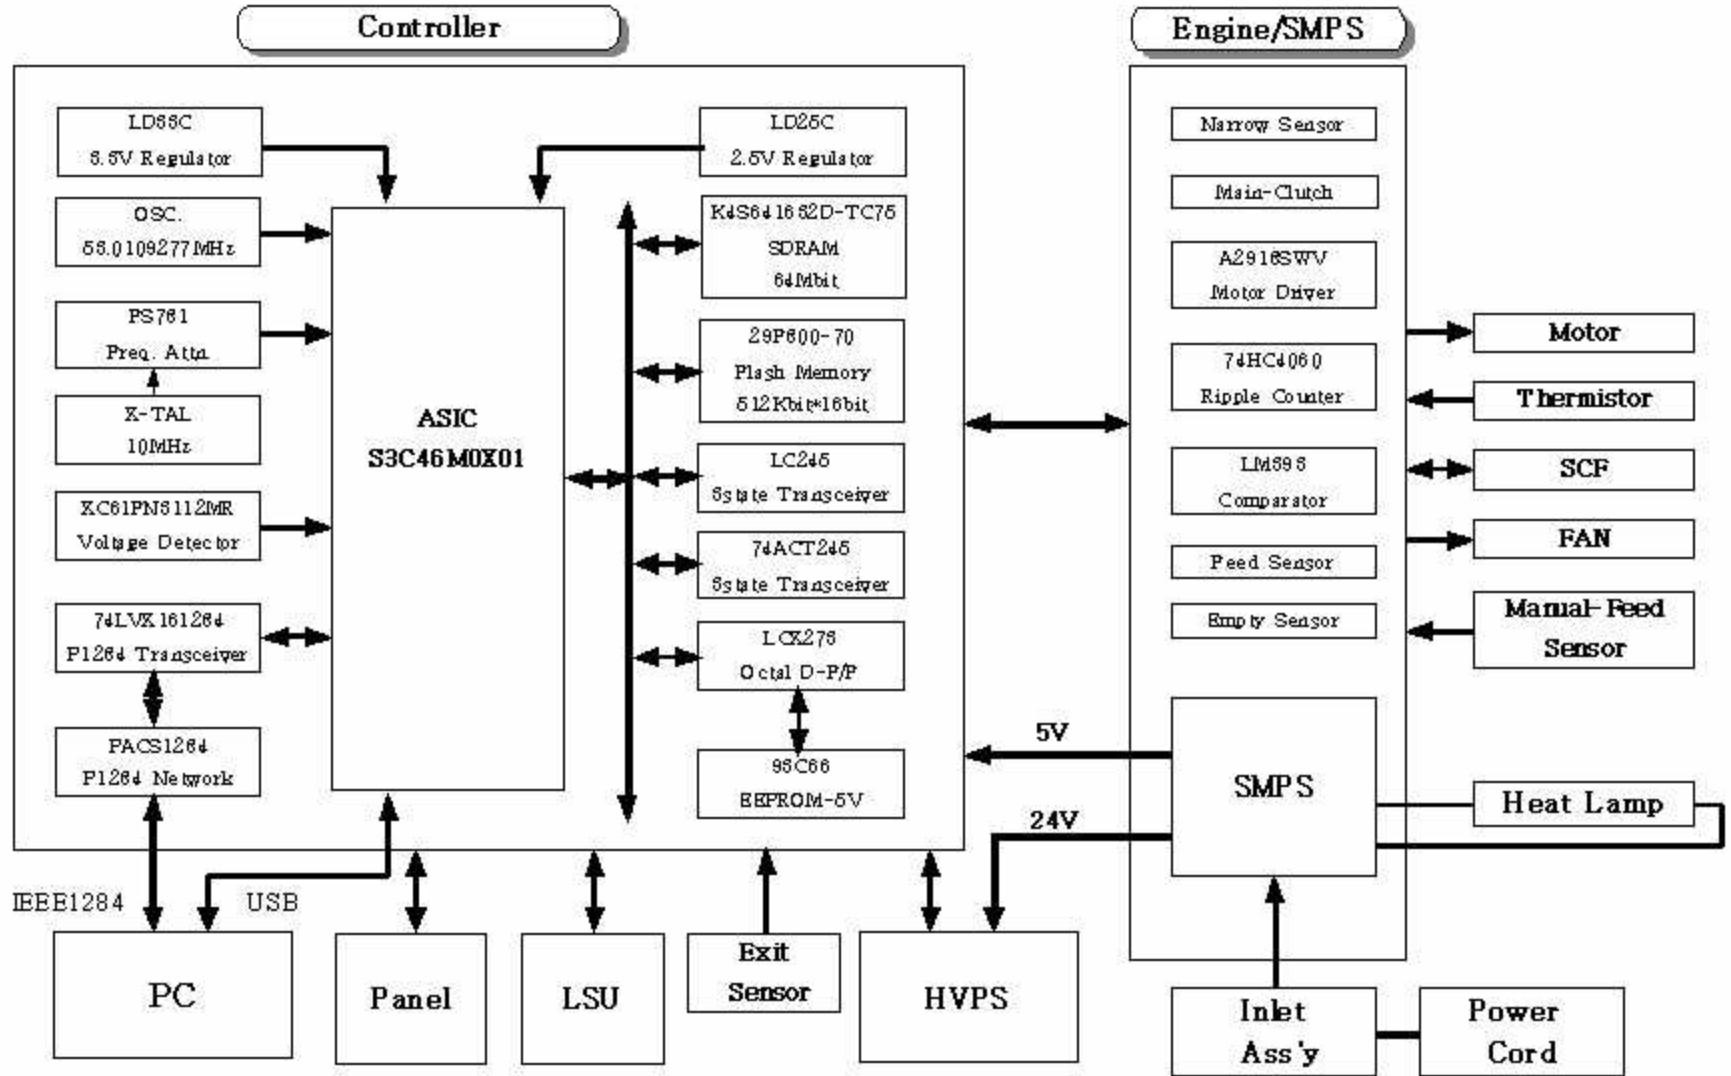 Controller
Engine/SMPS
LD33C
3.3V Regulator
LD25C
2.5V Regulator
OSC.
55.0109277MHz
K4S641632D-TC75
SDRAM
64Mbit
PS761
Freq. Attn
X-TAL
10MHz
29F800-70
Flash Memory
512Kbit*16bit
ASIC
S3C46M0X01
XC61FN3112MR
Voltage Detector
LC245
3state Transceiver
74ACT245
3state Transceiver
74LVX161284
P1284 Transceiver
LCX273
Octal D-F/F
PACS1284
P1284 Network
93C66
EEPROM-5V
Narrow Sensor
Main-Clutch
A2918SWV
Motor Driver
74HC4060
Ripple Counter
LM393
Comparator
Feed Sensor
Empty Sensor
Motor
Thermistor
SCF
FAN
Manual-Feed
Sensor
5V
24V
SMPS
Heat Lamp
IEEE1284
USB
PC
Panel
LSU
Exit
Sensor
HVPS
Inlet
Ass'y
Power
Cord